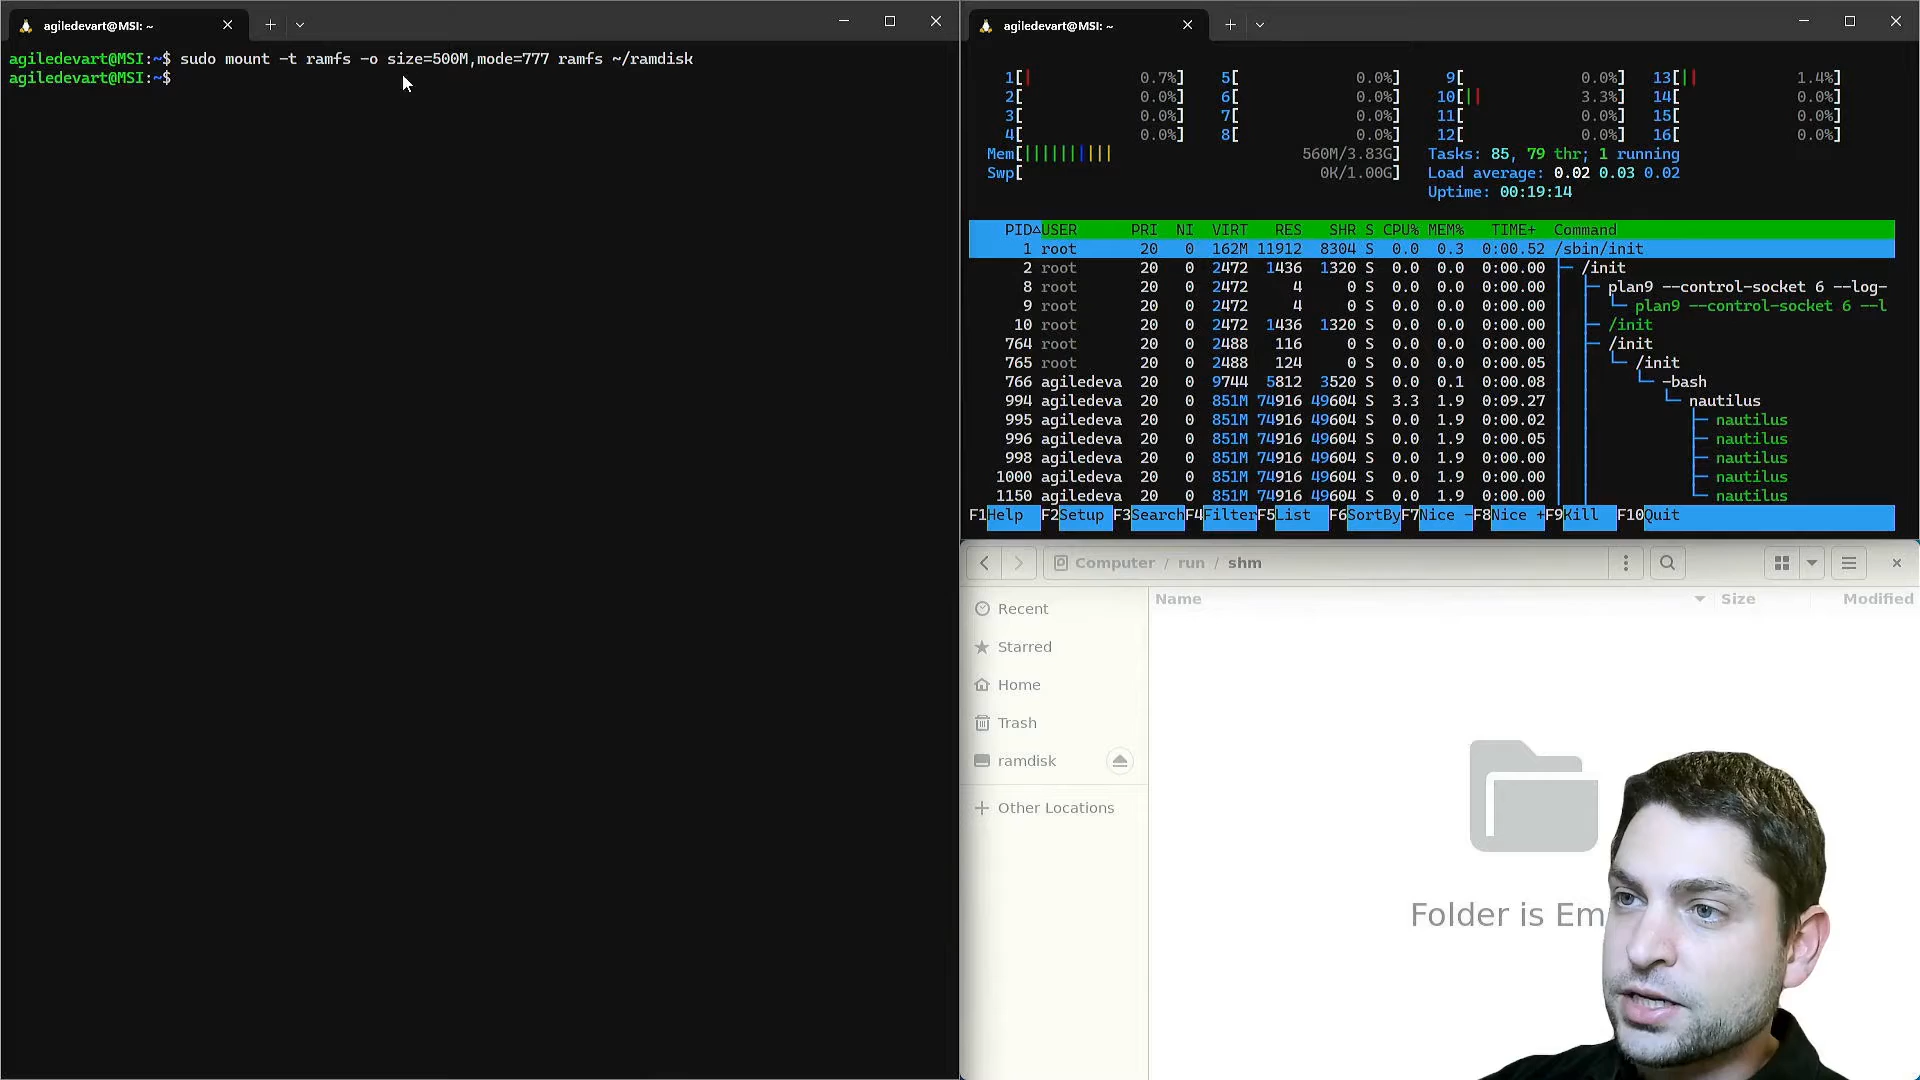 agiledevart@MSI: ~
agiledevart@MSI:~$ sudo mount -t ramfs -o size=500M,mode=777 ramfs ~/ramdisk
agiledevart@MSI:~$
agiledevart@MSI: ~
1[| 0.7%] 5[ 0.0%] 9[ 0.0%] 13[|| 1.4%]
2[ 0.0%] 6[ 0.0%] 10[|| 3.3%] 14[ 0.0%]
3[ 0.0%] 7[ 0.0%] 11[ 0.0%] 15[ 0.0%]
4[ 0.0%] 8[ 0.0%] 12[ 0.0%] 16[ 0.0%]
Mem[|||||||||| 560M/3.83G] Tasks: 85, 79 thr; 1 running
Swp[ 0K/1.00G] Load average: 0.02 0.03 0.02
Uptime: 00:19:14
PID△USER PRI NI VIRT RES SHR S CPU% MEM% TIME+ Command
1 root 20 0 162M 11912 8304 S 0.0 0.3 0:00.52 /sbin/init
2 root 20 0 2472 1436 1320 S 0.0 0.0 0:00.00 ├─ /init
8 root 20 0 2472 4 0 S 0.0 0.0 0:00.00 │ ├─ plan9 --control-socket 6 --log-
9 root 20 0 2472 4 0 S 0.0 0.0 0:00.00 │ │ └─ plan9 --control-socket 6 --l
10 root 20 0 2472 1436 1320 S 0.0 0.0 0:00.00 │ ├─ /init
764 root 20 0 2488 116 0 S 0.0 0.0 0:00.00 │ ├─ /init
765 root 20 0 2488 124 0 S 0.0 0.0 0:00.05 │ │ └─ /init
766 agiledeva 20 0 9744 5812 3520 S 0.0 0.1 0:00.08 │ │ └─ -bash
994 agiledeva 20 0 851M 74916 49604 S 3.3 1.9 0:09.27 │ │ └─ nautilus
995 agiledeva 20 0 851M 74916 49604 S 0.0 1.9 0:00.02 │ │ ├─ nautilus
996 agiledeva 20 0 851M 74916 49604 S 0.0 1.9 0:00.05 │ │ ├─ nautilus
998 agiledeva 20 0 851M 74916 49604 S 0.0 1.9 0:00.00 │ │ ├─ nautilus
1000 agiledeva 20 0 851M 74916 49604 S 0.0 1.9 0:00.00 │ │ ├─ nautilus
1150 agiledeva 20 0 851M 74916 49604 S 0.0 1.9 0:00.00 │ │ └─ nautilus
F1Help F2Setup F3SearchF4FilterF5List F6SortByF7Nice -F8Nice +F9Kill F10Quit
Computer / run / shm
Name Size Modified
Recent
Starred
Home
Trash
ramdisk
Other Locations
Folder is Em